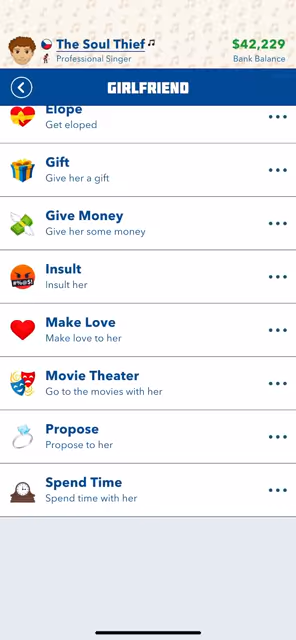 The Soul Thief
$42,229
Professional Singer
Bank Balance
GIRLFRIEND
Elope
Get eloped
Gift
Give her a gift
Give Money
Give her some money
#%@$!
Insult
Insult her
Make Love
Make love to her
Movie Theater
Go to the movies with her
Propose
Propose to her
Spend Time
Spend time with her